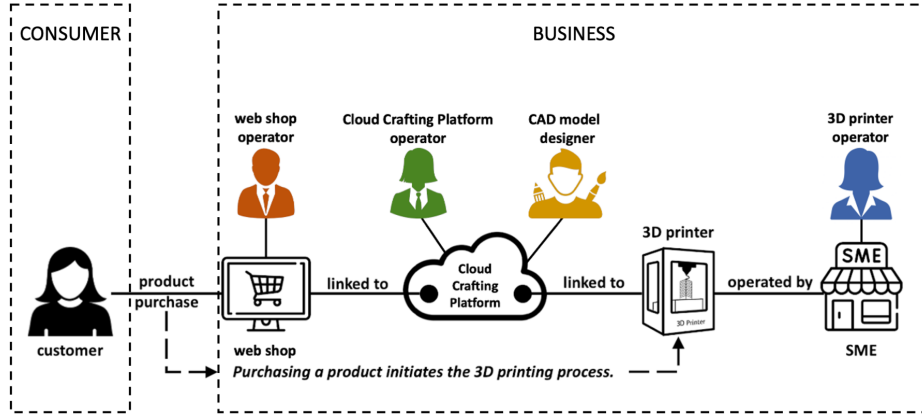 CONSUMER
BUSINESS
web shop
operator
Cloud Crafting Platform
operator
CAD model
designer
3D printer
operator
product
purchase
linked to
Cloud
Crafting
Platform
linked to
3D printer
3D Printer
operated by
SME
customer
web shop
SME
Purchasing a product initiates the 3D printing process.